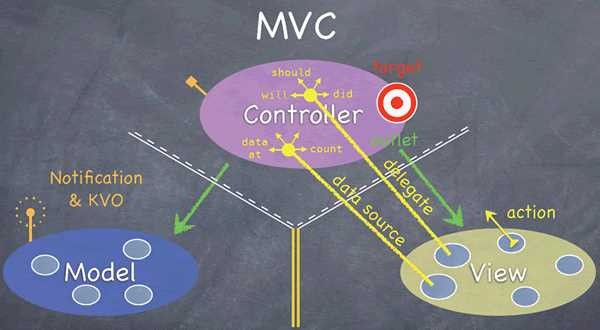 MVC
should
target
will
did
Controller
data
at
count
outlet
Notification
& KVO
delegate
data source
action
Model
View